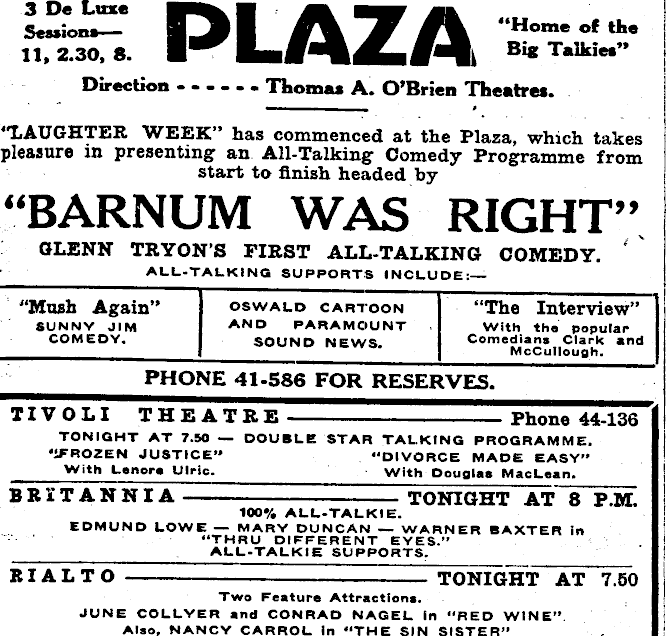 3 De Luxe
Sessions—
11, 2.30, 8.
PLAZA
"Home of the
Big Talkies"
Direction - - - - - - Thomas A. O'Brien Theatres.
"LAUGHTER WEEK" has commenced at the Plaza, which takes
pleasure in presenting an All-Talking Comedy Programme from
start to finish headed by
"BARNUM WAS RIGHT"
GLENN TRYON'S FIRST ALL-TALKING COMEDY.
ALL-TALKING SUPPORTS INCLUDE:—
"Mush Again"
SUNNY JIM
COMEDY.
OSWALD CARTOON
AND PARAMOUNT
SOUND NEWS.
"The Interview"
With the popular
Comedians Clark and
McCullough.
PHONE 41-586 FOR RESERVES.
TIVOLI THEATRE — Phone 44-136
TONIGHT AT 7.50 — DOUBLE STAR TALKING PROGRAMME.
"FROZEN JUSTICE" "DIVORCE MADE EASY"
With Lenore Ulric. With Douglas MacLean.
BRITANNIA — TONIGHT AT 8 P.M.
100% ALL-TALKIE.
EDMUND LOWE — MARY DUNCAN — WARNER BAXTER in
"THRU DIFFERENT EYES."
ALL-TALKIE SUPPORTS.
RIALTO — TONIGHT AT 7.50
Two Feature Attractions.
JUNE COLLYER and CONRAD NAGEL in "RED WINE"
Also, NANCY CARROL in "THE SIN SISTER"